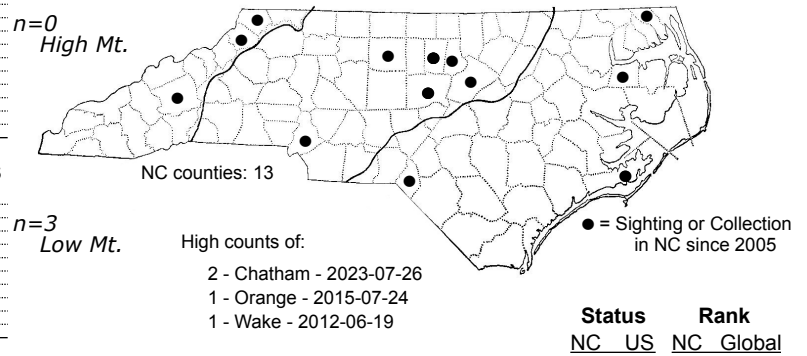 n=0
High Mt.
NC counties: 13
n=3
Low Mt.
High counts of:
2 - Chatham - 2023-07-26
1 - Orange - 2015-07-24
1 - Wake - 2012-06-19
● = Sighting or Collection
in NC since 2005
Status Rank
NC US NC Global